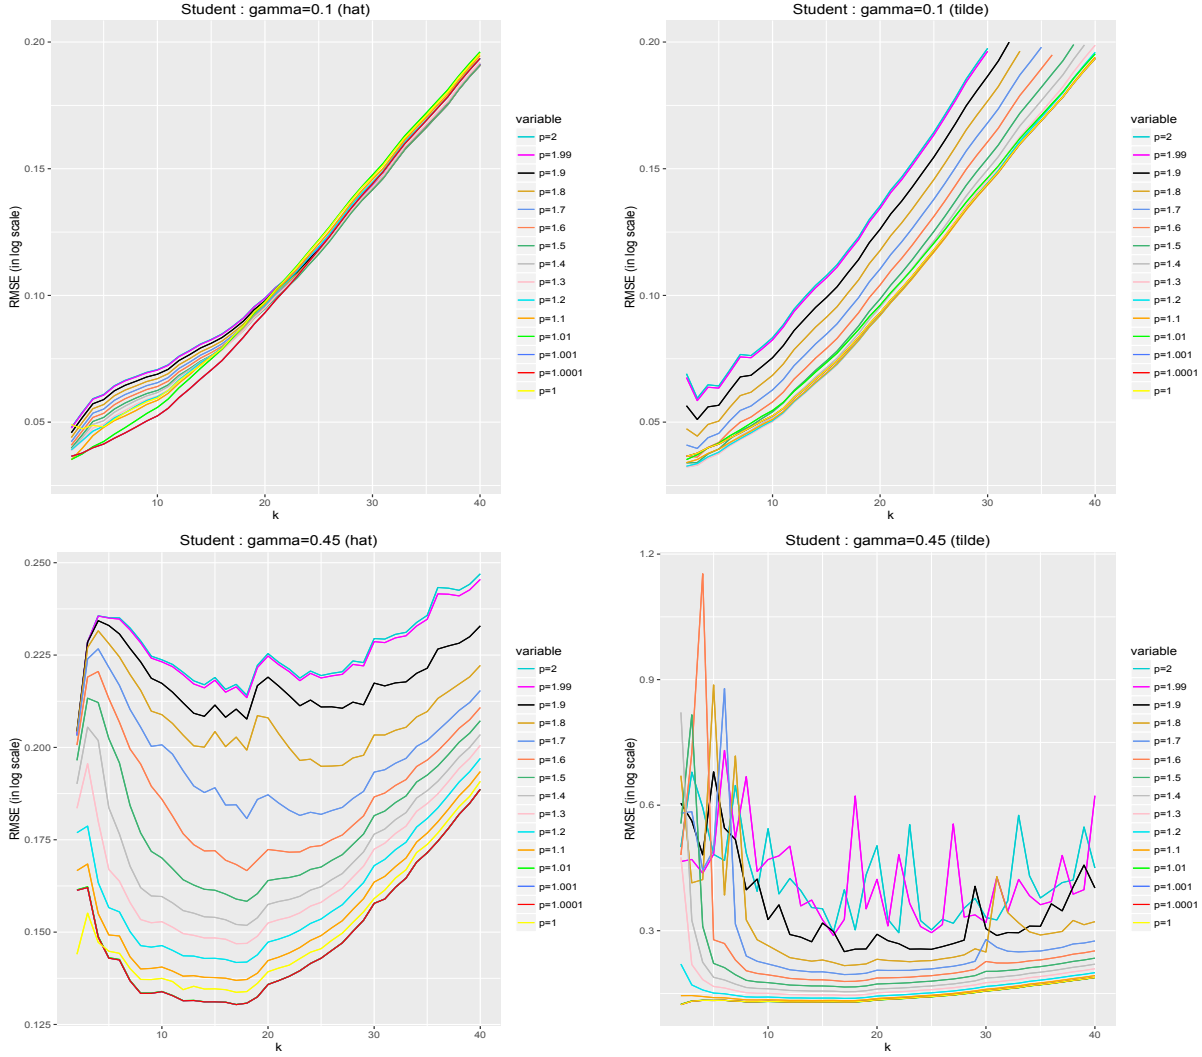 Student : gamma=0.1 (hat)
RMSE (in log scale)
0.20
0.15
0.10
0.05
10
20
30
40
k
variable
p=2
p=1.99
p=1.9
p=1.8
p=1.7
p=1.6
p=1.5
p=1.4
p=1.3
p=1.2
p=1.1
p=1.01
p=1.001
p=1.0001
p=1
Student : gamma=0.1 (tilde)
RMSE (in log scale)
0.20
0.15
0.10
0.05
10
20
30
40
k
variable
p=2
p=1.99
p=1.9
p=1.8
p=1.7
p=1.6
p=1.5
p=1.4
p=1.3
p=1.2
p=1.1
p=1.01
p=1.001
p=1.0001
p=1
Student : gamma=0.45 (hat)
RMSE (in log scale)
0.250
0.225
0.200
0.175
0.150
0.125
10
20
30
40
k
variable
p=2
p=1.99
p=1.9
p=1.8
p=1.7
p=1.6
p=1.5
p=1.4
p=1.3
p=1.2
p=1.1
p=1.01
p=1.001
p=1.0001
p=1
Student : gamma=0.45 (tilde)
RMSE (in log scale)
1.2
0.9
0.6
0.3
10
20
30
40
k
variable
p=2
p=1.99
p=1.9
p=1.8
p=1.7
p=1.6
p=1.5
p=1.4
p=1.3
p=1.2
p=1.1
p=1.01
p=1.001
p=1.0001
p=1